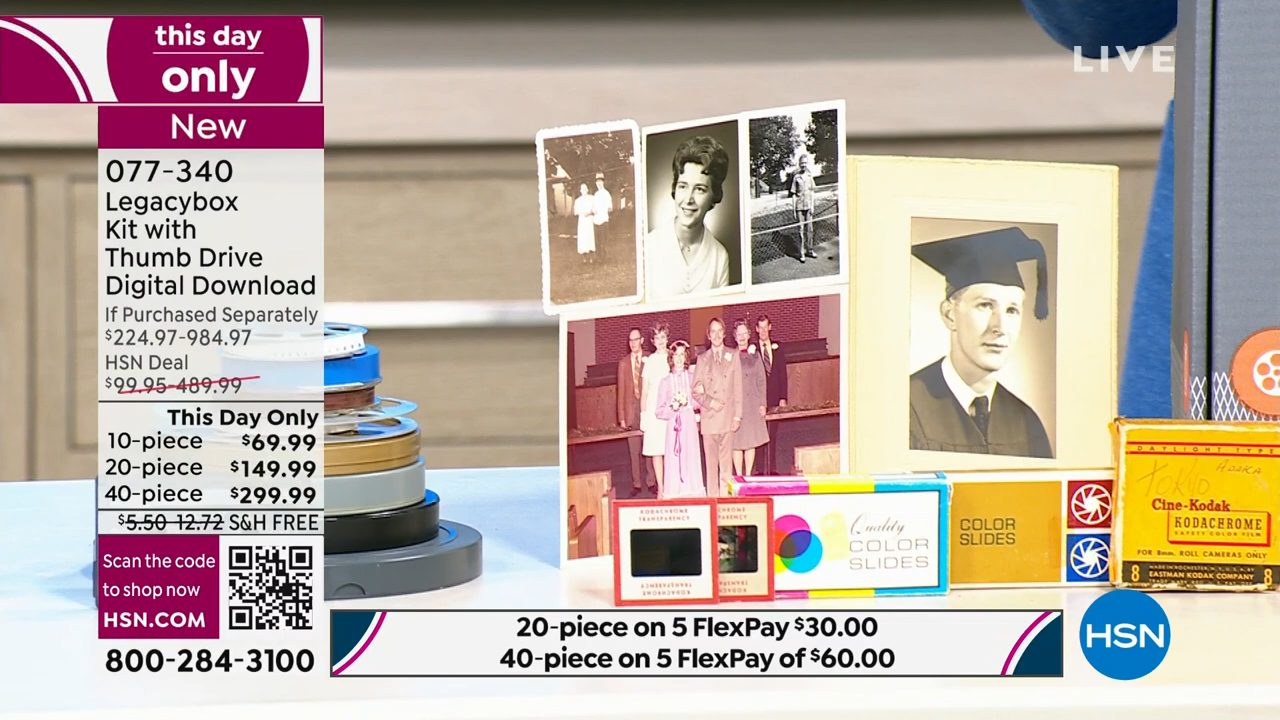 this day
only
New
077-340
Legacybox
Kit with
Thumb Drive
Digital Download
If Purchased Separately
$224.97-984.97
HSN Deal
$99.95-489.99
This Day Only
10-piece $69.99
20-piece $149.99
40-piece $299.99
$5.50-12.72 S&H FREE
Scan the code
to shop now
HSN.COM
800-284-3100
LIVE
KODACHROME
TRANSPARENCY
TRANSPARENCY
KODACHROME
Quality
COLOR
SLIDES
COLOR
SLIDES
DAYLIGHT TYPE
TOKYO
Cine-Kodak
KODACHROME
SAFETY COLOR FILM
FOR 8mm. ROLL CAMERAS ONLY
8 EASTMAN KODAK COMPANY 8
20-piece on 5 FlexPay $30.00
40-piece on 5 FlexPay of $60.00
HSN